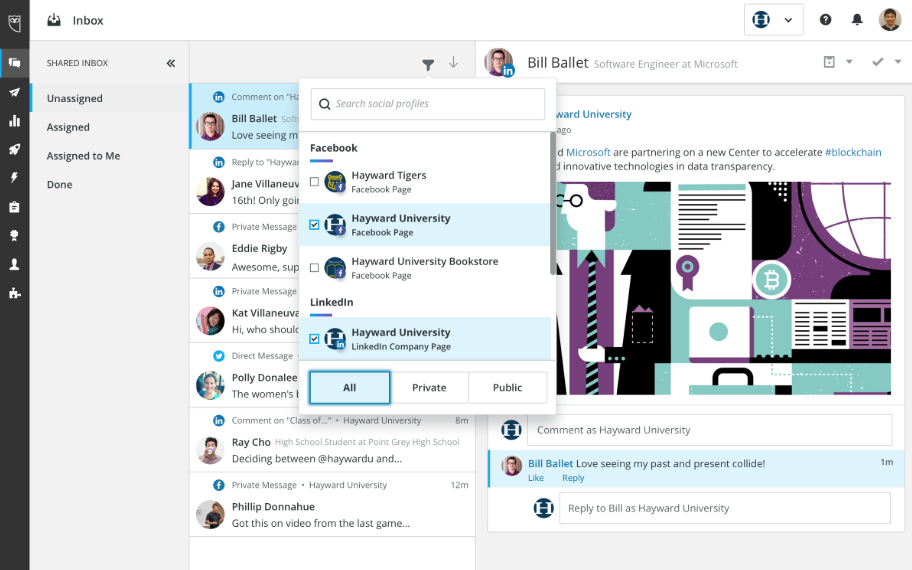 Inbox
SHARED INBOX
Unassigned
Assigned
Assigned to Me
Done
Comment on "Ha
Bill Ballet
Love seeing m
Reply to "Haywar
Jane Villaneuv
16th! Only goin
Private Message
Eddie Rigby
Awesome, sup
Private Message
Kat Villaneuva
Hi, who should
Direct Message
Polly Donalee
The women's b
Comment on "Class of..." • Hayward University 8m
Ray Cho High School Student at Point Grey High School
Deciding between @haywardu and...
Private Message • Hayward University 12m
Phillip Donnahue
Got this on video from the last game...
Search social profiles
Facebook
Hayward Tigers
Facebook Page
Hayward University
Facebook Page
Hayward University Bookstore
Facebook Page
LinkedIn
Hayward University
LinkedIn Company Page
All
Private
Public
Bill Ballet Software Engineer at Microsoft
yward University
ago
d Microsoft are partnering on a new Center to accelerate #blockchain
d innovative technologies in data transparency.
Comment as Hayward University
Bill Ballet Love seeing my past and present collide! 1m
Like Reply
Reply to Bill as Hayward University